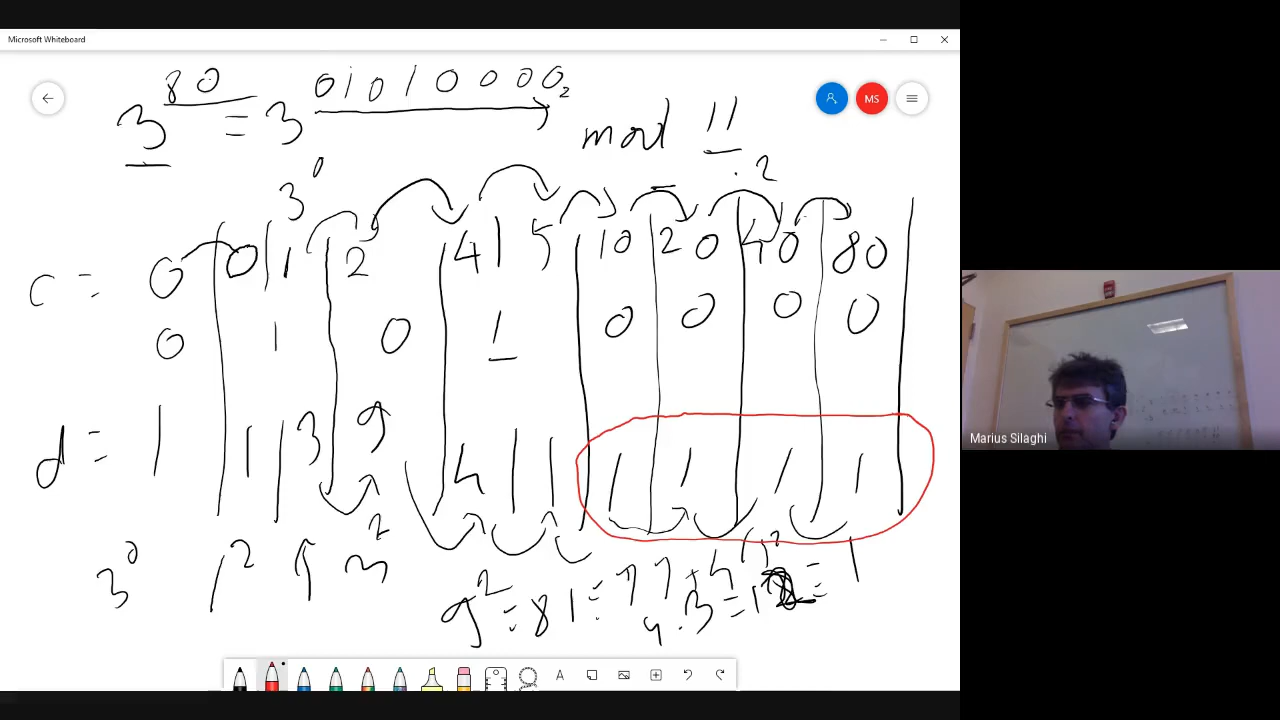 Microsoft Whiteboard
MS
3^80 = 3^01010000₂ mod 11
3^0 .2
c = 0 0 | 1 2 4 | 5 10 20 40 80
0 1 0 1 0 0 0 0
d = 1 1 3 9 4 1 1 1 1 1
3^0 1^2 9 3^2
9^2 = 81 = 77 + 4
4.3 = 12 = 1
Marius Silaghi